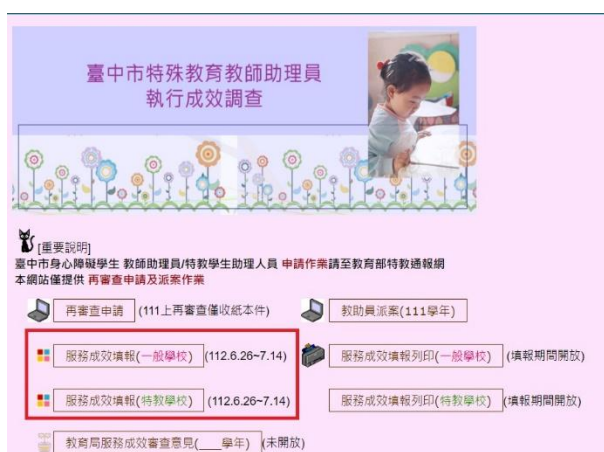 臺中市特殊教育教師助理員
執行成效調查
[重要說明]
臺中市身心障礙學生 教師助理員/特教學生助理人員 申請作業請至教育部特教通報網
本網站僅提供 再審查申請及派案作業
再審查申請 (111上再審查僅收紙本件) 教助員派案(111學年)
服務成效填報(一般學校) (112.6.26~7.14) 服務成效填報列印(一般學校) (填報期間開放)
服務成效填報(特教學校) (112.6.26~7.14) 服務成效填報列印(特教學校) (填報期間開放)
教育局服務成效審查意見(___學年) (未開放)